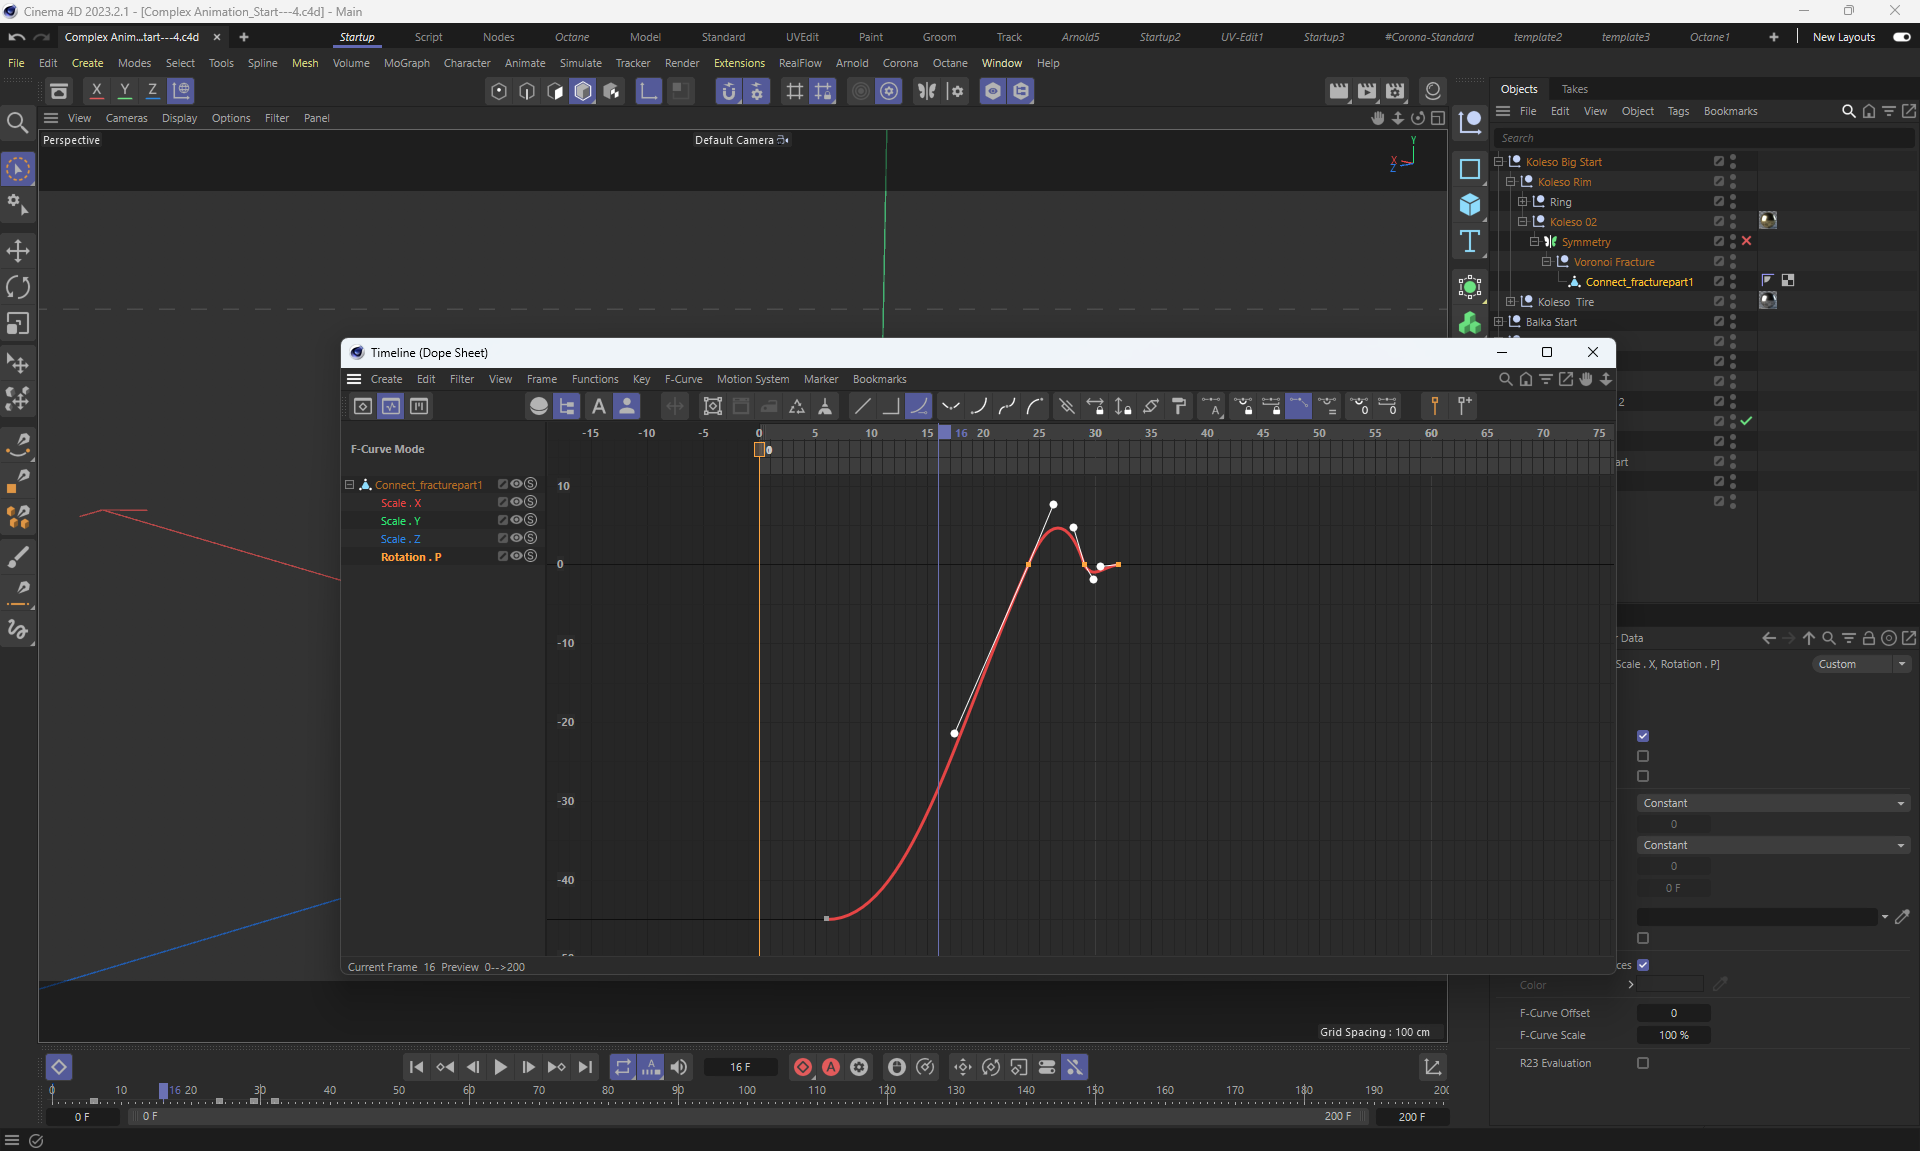 Cinema 4D 2023.2.1 - [Complex Animation_Start---4.c4d] - Main
Complex Anim...tart---4.c4d
Startup Script Nodes Octane Model Standard UVEdit Paint Groom Track Arnold5 Startup2 UV-Edit1 Startup3 #Corona-Standard template2 template3 Octane1 New Layouts
File Edit Create Modes Select Tools Spline Mesh Volume MoGraph Character Animate Simulate Tracker Render Extensions RealFlow Arnold Corona Octane Window Help
X Y Z
Objects Takes
View Cameras Display Options Filter Panel
File Edit View Object Tags Bookmarks
Perspective
Default Camera
Y
X
Z
Search
Koleso Big Start
Koleso Rim
Ring
Koleso 02
Symmetry
Voronoi Fracture
Connect_fracturepart1
Koleso Tire
Balka Start
Timeline (Dope Sheet)
Create Edit Filter View Frame Functions Key F-Curve Motion System Marker Bookmarks
2
art
F-Curve Mode
-15 -10 -5 0 5 10 15 16 20 25 30 35 40 45 50 55 60 65 70 75
Connect_fracturepart1
Scale . X
Scale . Y
Scale . Z
Rotation . P
10
0
-10
-20
-30
-40
Current Frame 16 Preview 0-->200
Data
Scale . X, Rotation . P]
Custom
Constant
0
Constant
0
0 F
ces
Color
F-Curve Offset 0
F-Curve Scale 100 %
R23 Evaluation
Grid Spacing : 100 cm
16 F
0 10 16 20 30 40 50 60 70 80 90 100 110 120 130 140 150 160 170 180 190 200
0 F 0 F 200 F 200 F